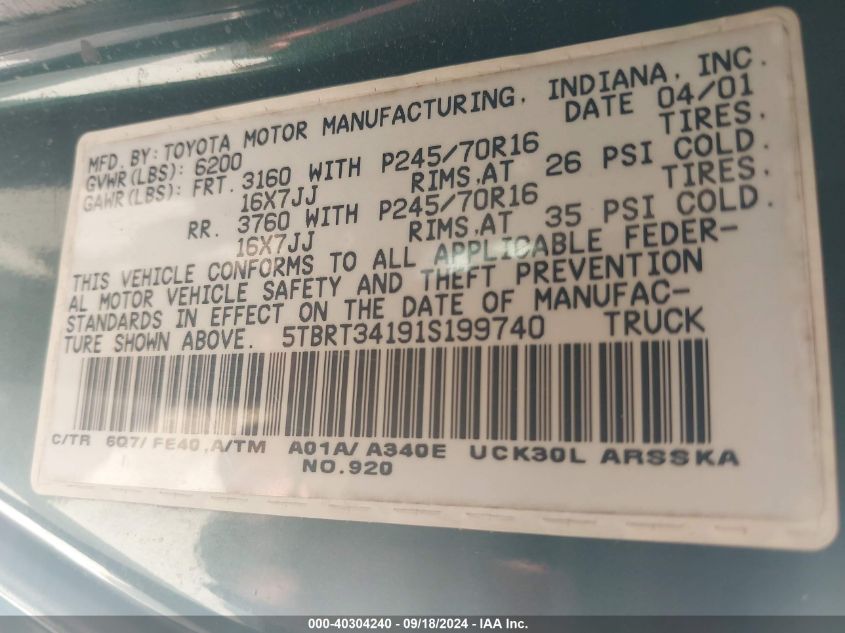 MFD. BY: TOYOTA MOTOR MANUFACTURING, INDIANA, INC.
GVWR(LBS): 6200 DATE 04/01
GAWR(LBS): FRT. 3160 WITH P245/70R16 TIRES.
16X7JJ RIMS.AT 26 PSI COLD.
RR. 3760 WITH P245/70R16 TIRES.
16X7JJ RIMS.AT 35 PSI COLD.
THIS VEHICLE CONFORMS TO ALL APPLICABLE FEDER-
AL MOTOR VEHICLE SAFETY AND THEFT PREVENTION
STANDARDS IN EFFECT ON THE DATE OF MANUFAC-
TURE SHOWN ABOVE. 5TBRT34191S199740 TRUCK
C/TR 6Q7/ FE40 ,A/TM A01A/ A340E UCK30L ARSSKA
NO.920
000-40304240 - 09/18/2024 - IAA Inc.